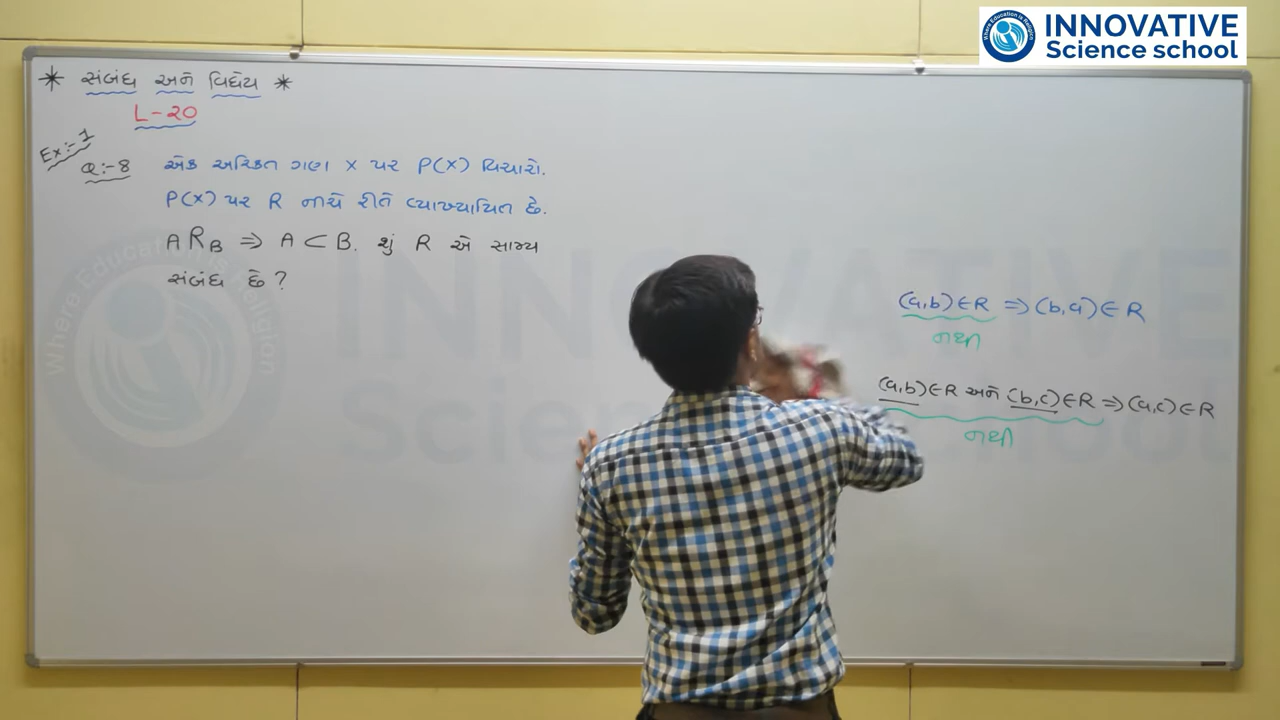 INNOVATIVE
Science school
* સંબંધ અને વિધેય *
L-20
Ex:-1
Q:-8 એક અરિક્ત ગણ X પર P(X) વિચારો.
P(X) પર R નીચે રીતે વ્યાખ્યાયિત છે.
A R B ⇒ A ⊂ B. શું R એ સામ્ય
સંબંધ છે?
(a,b)∈R ⇒ (b,a)∈R
નથી
(a,b)∈R અને (b,c)∈R ⇒ (a,c)∈R
નથી